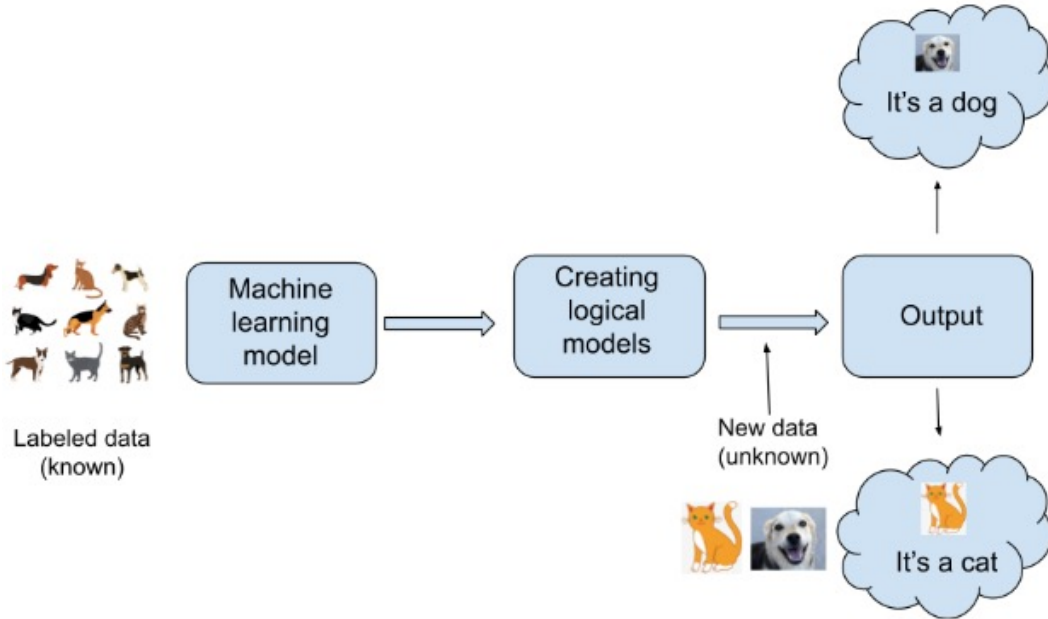 It's a dog
Machine
learning
model
Creating
logical
models
Output
Labeled data
(known)
New data
(unknown)
It's a cat